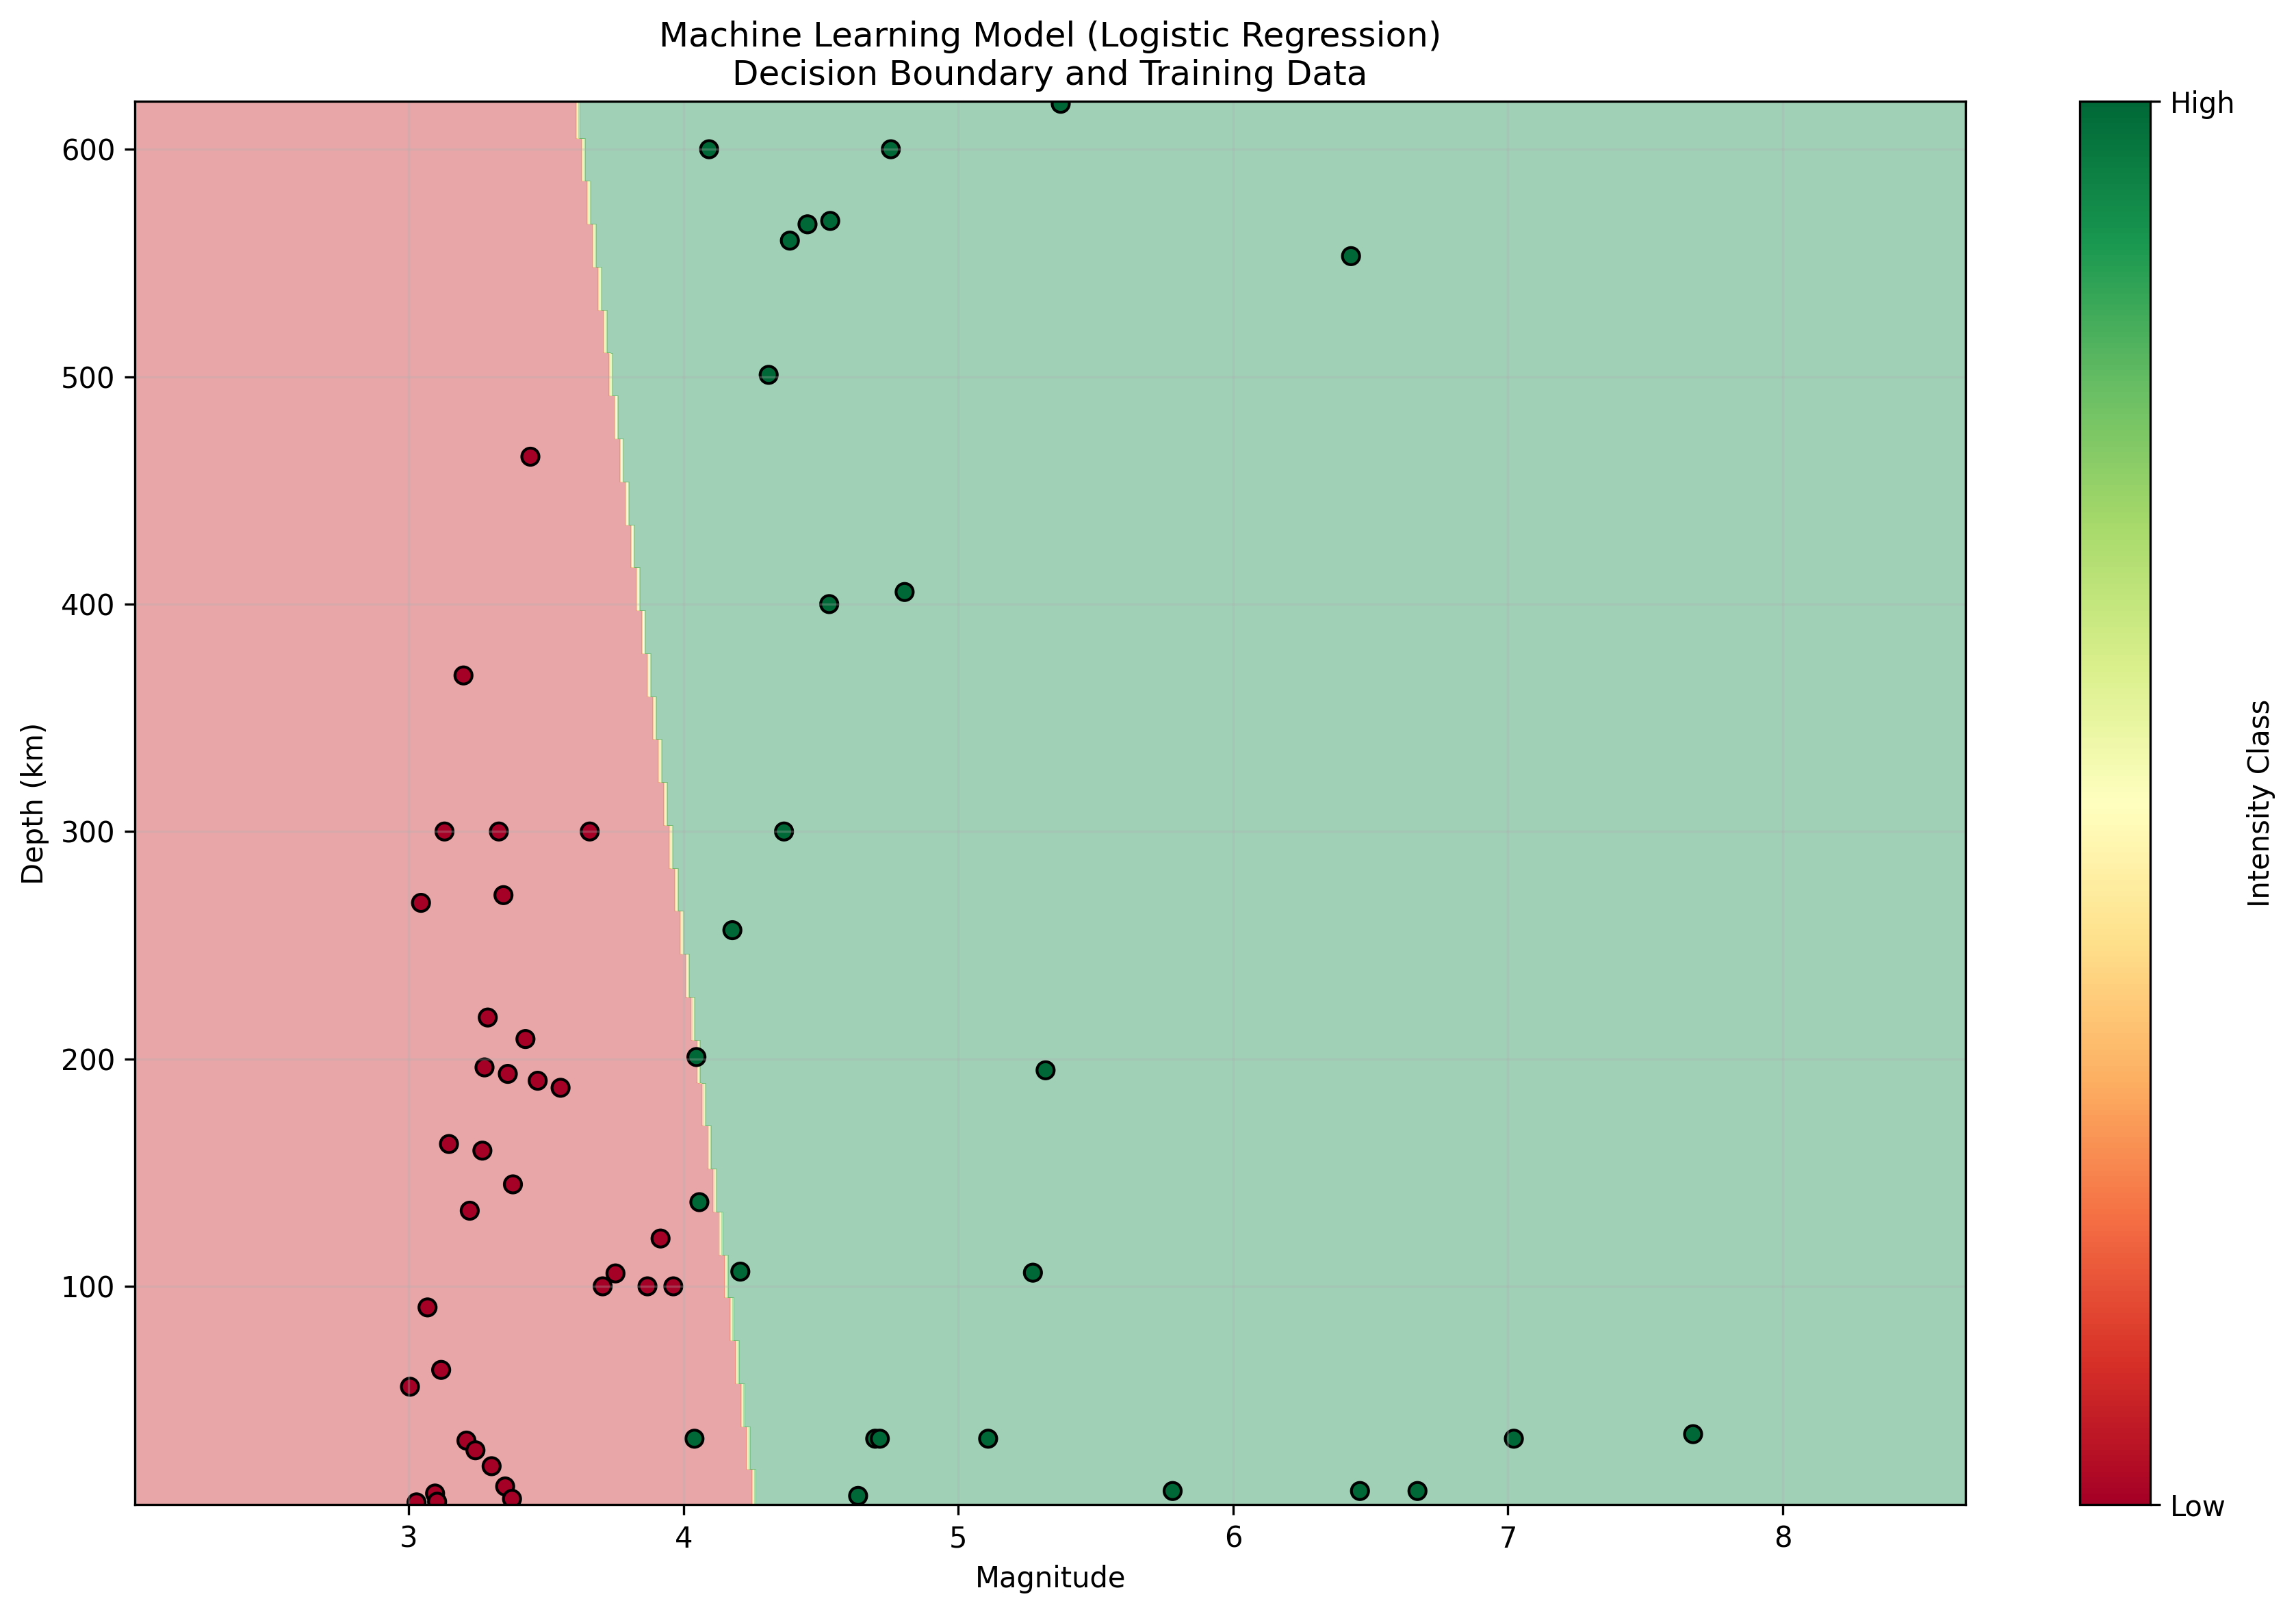 Machine Learning Model (Logistic Regression)
Decision Boundary and Training Data
High
600
500
400
300
200
100
Depth (km)
Intensity Class
Low
3 4 5 6 7 8
Magnitude